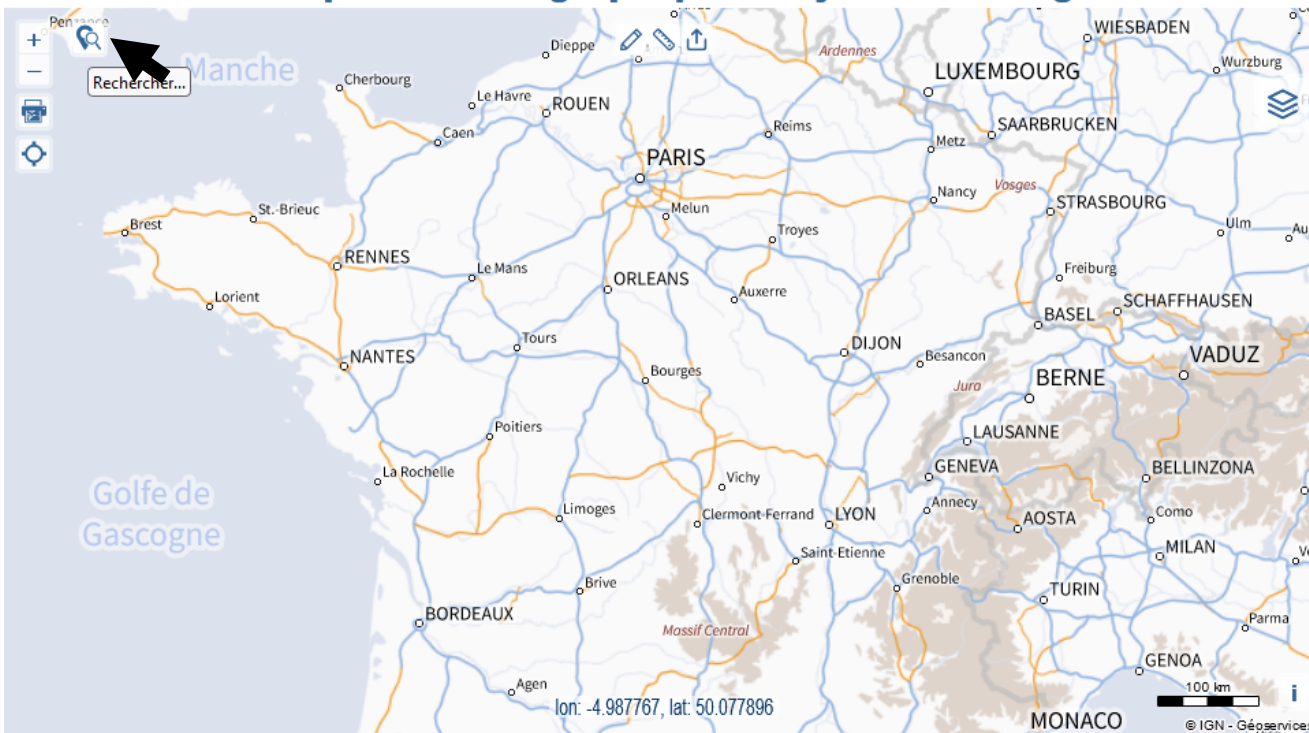 Penzance
Rechercher...
Manche
Cherbourg
Dieppe
Le Havre
ROUEN
Caen
Ardennes
LUXEMBOURG
WIESBADEN
Wurzburg
SAARBRUCKEN
Reims
Metz
PARIS
Nancy
Vosges
STRASBOURG
Melun
St.-Brieuc
Brest
Troyes
Ulm
RENNES
Le Mans
ORLEANS
Auxerre
Freiburg
Lorient
SCHAFFHAUSEN
BASEL
Tours
DIJON
NANTES
Besancon
VADUZ
Bourges
Jura
BERNE
Poitiers
LAUSANNE
La Rochelle
Vichy
GENEVA
BELLINZONA
Golfe de
Gascogne
Limoges
Clermont-Ferrand
LYON
Annecy
AOSTA
Como
MILAN
Saint-Etienne
Brive
Grenoble
TURIN
BORDEAUX
Massif Central
Parma
GENOA
Agen
lon: -4.987767, lat: 50.077896
100 km
i
MONACO
© IGN - Géoservices